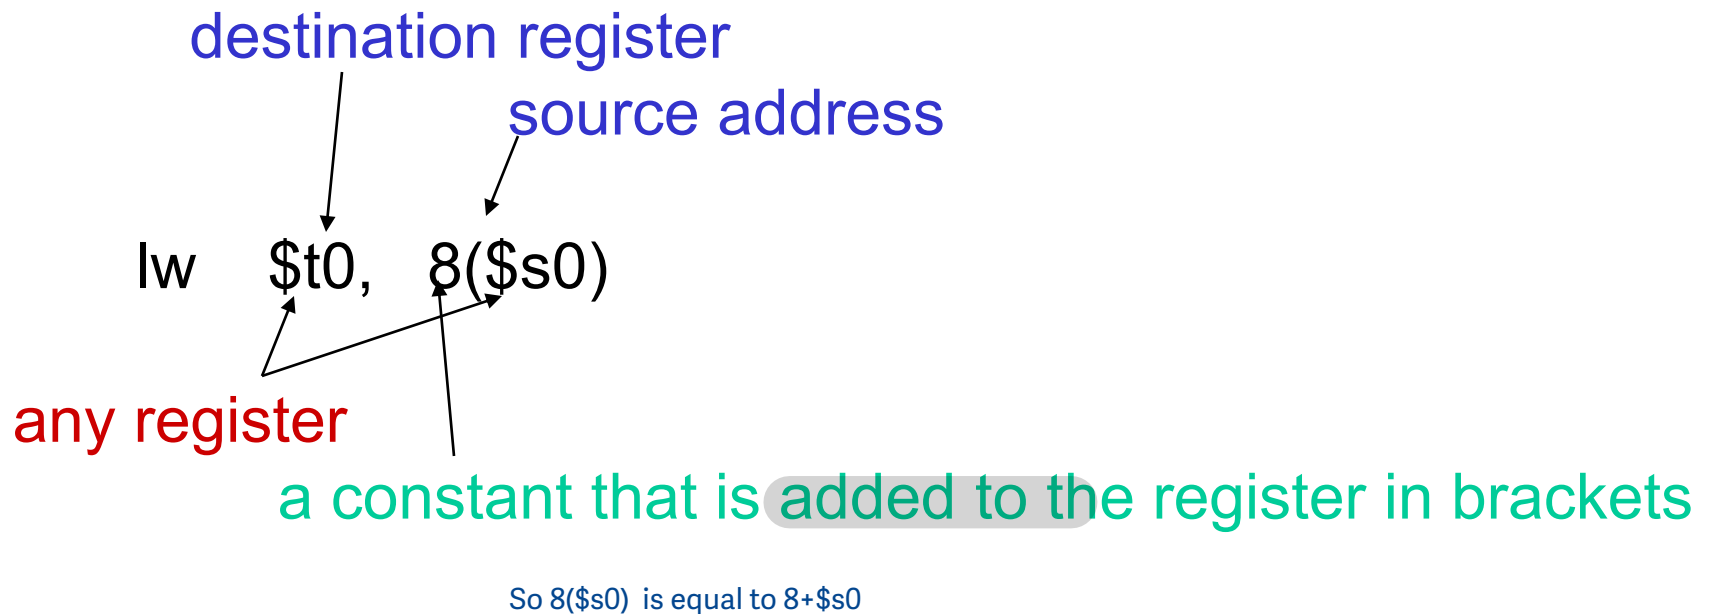 destination register
source address
lw $t0, 8($s0)
any register
a constant that is added to the register in brackets
So 8($s0) is equal to 8+$s0